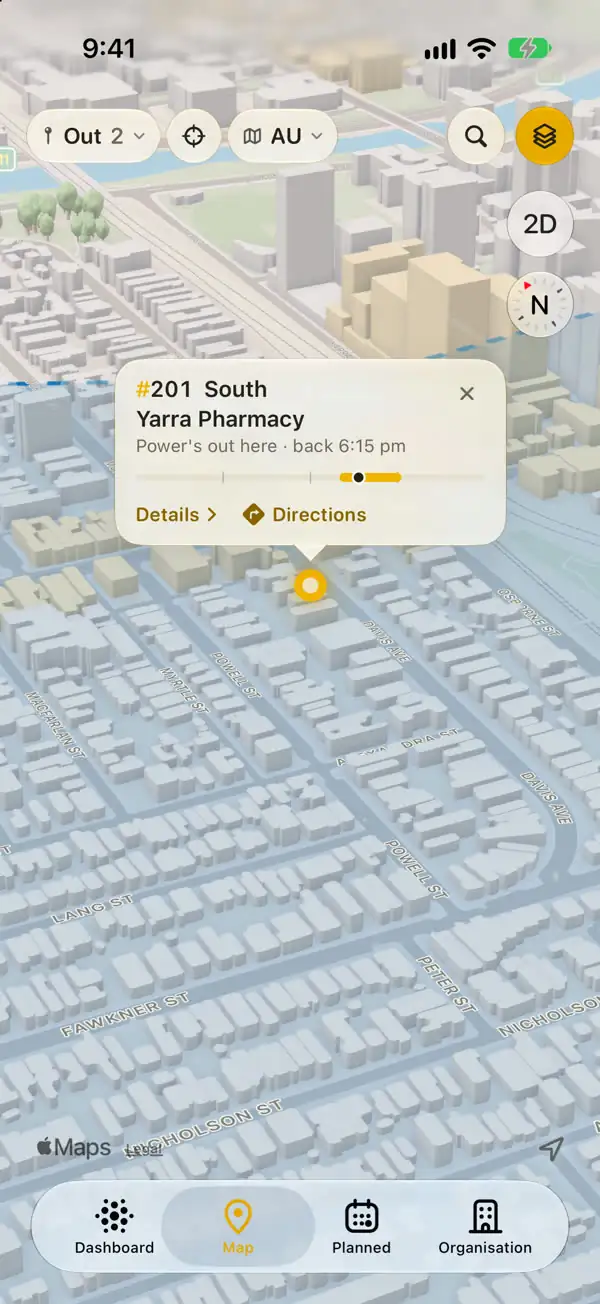 9:41
Out 2
AU
2D
N
#201 South
Yarra Pharmacy
Power's out here · back 6:15 pm
Details
Directions
OSBORNE ST
DAVIS AVE
POWELL ST
MYRTLE ST
MACFARLAN ST
DAVIS AVE
POWELL ST
LANG ST
PETER ST
FAWKNER ST
NICHOLSON
NICHOLSON ST
Maps
Legal
Dashboard
Map
Planned
Organisation